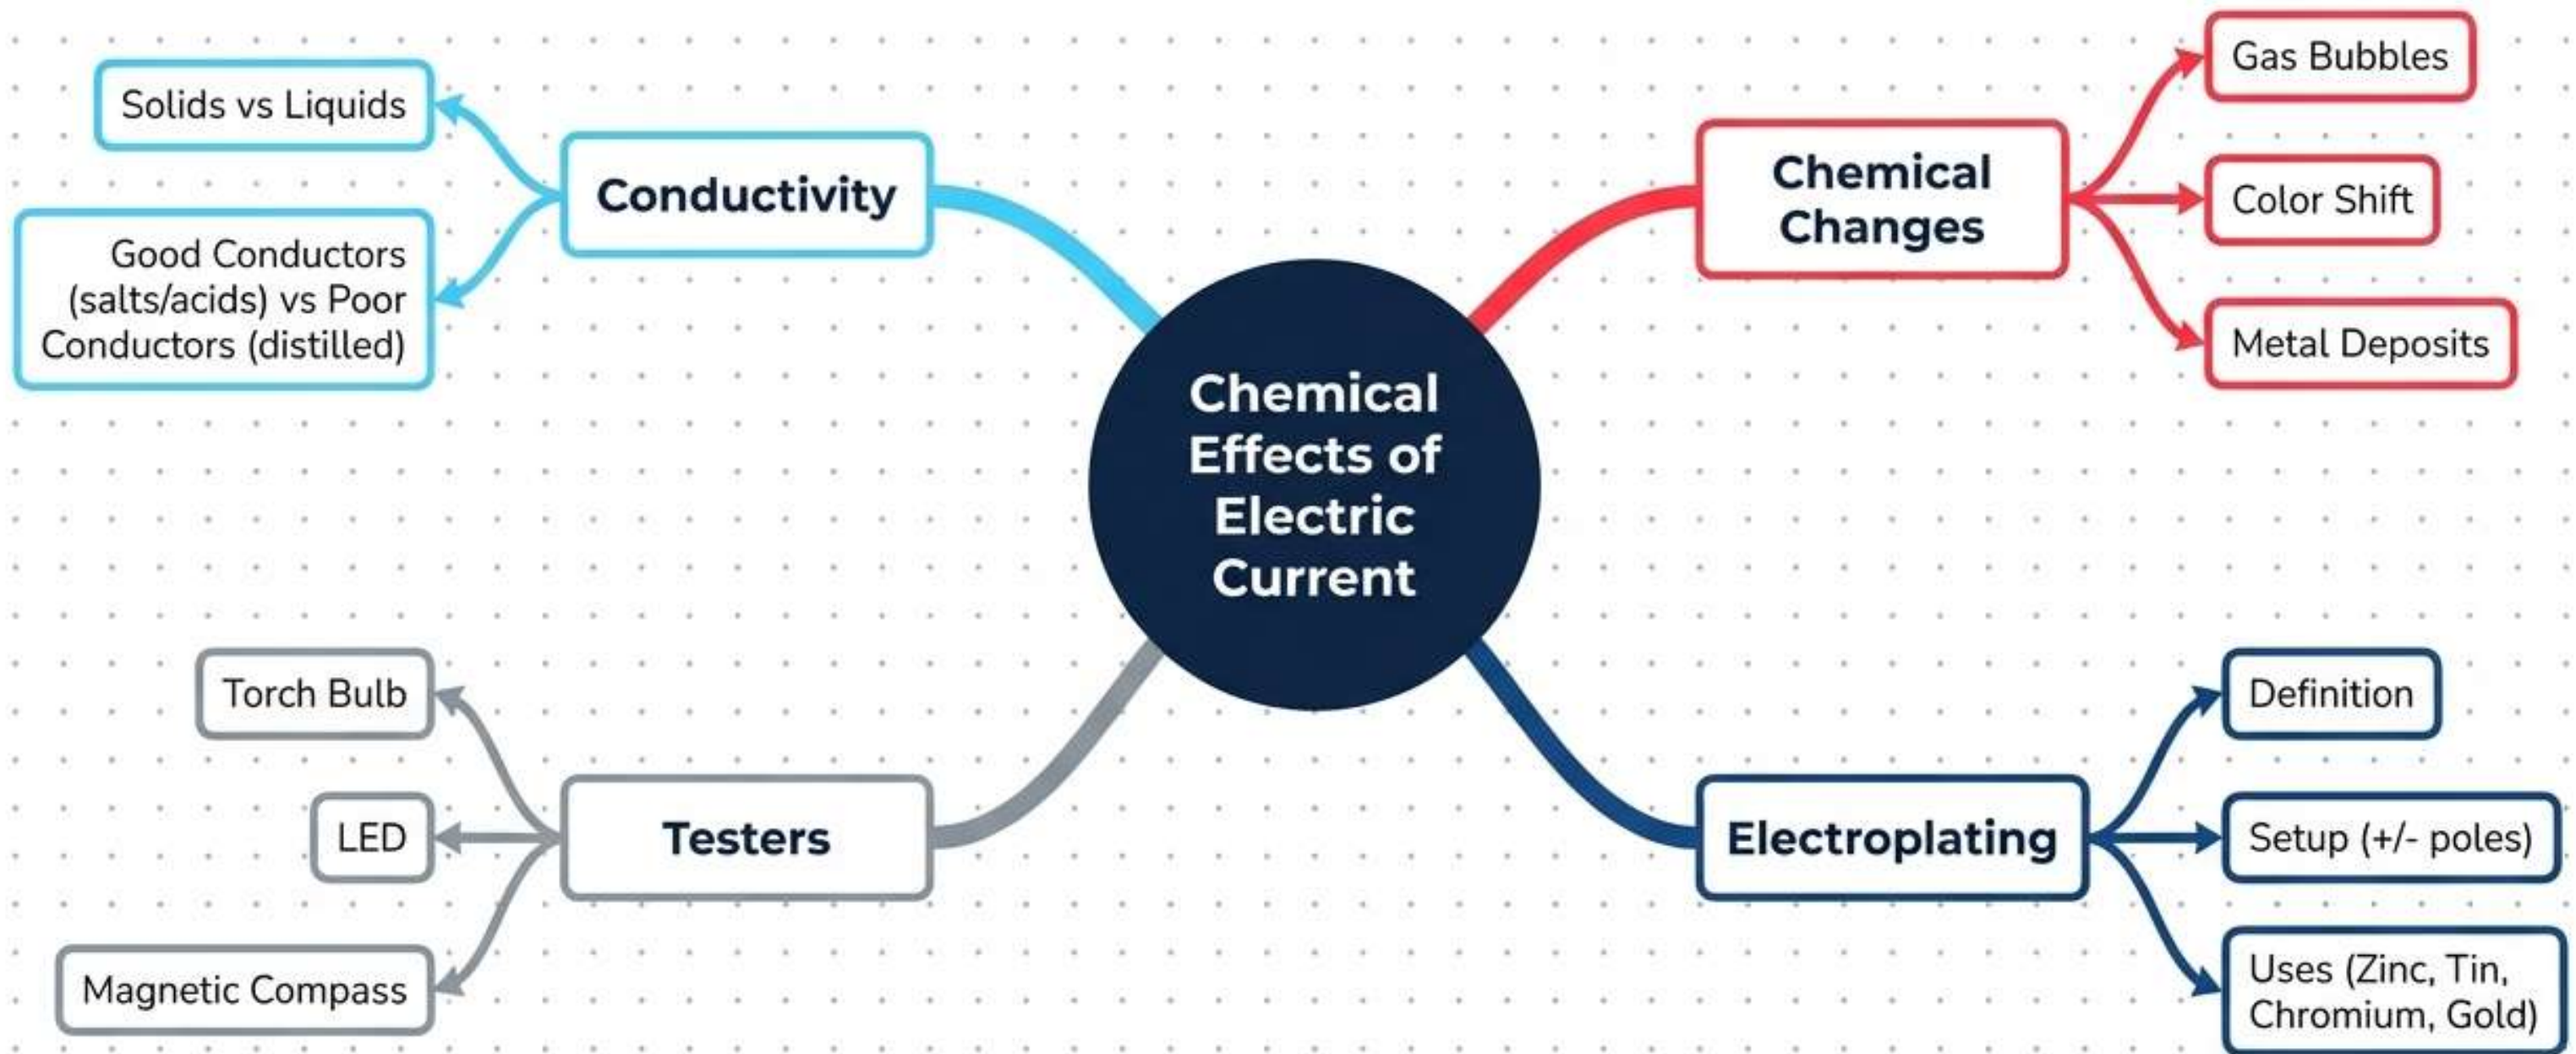 Solids vs Liquids
Good Conductors
(salts/acids) vs Poor
Conductors (distilled)
Conductivity
Chemical
Changes
Gas Bubbles
Color Shift
Metal Deposits
Chemical
Effects of
Electric
Current
Torch Bulb
LED
Magnetic Compass
Testers
Electroplating
Definition
Setup (+/- poles)
Uses (Zinc, Tin,
Chromium, Gold)